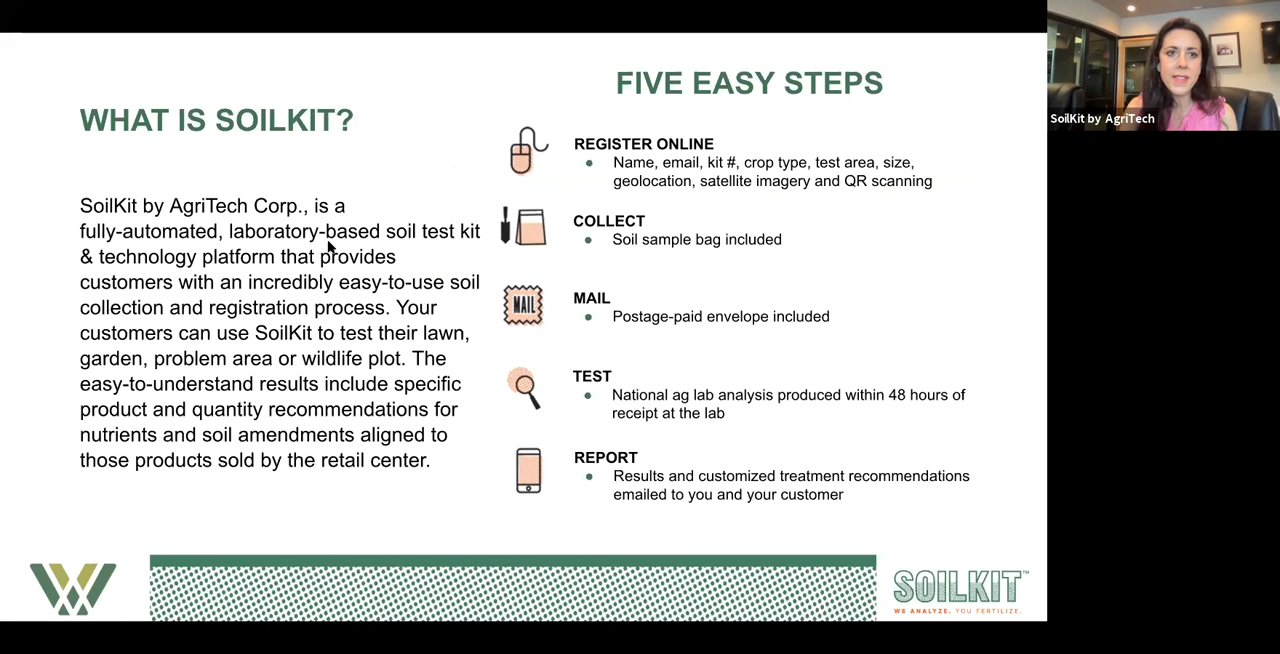 WHAT IS SOILKIT?
SoilKit by AgriTech Corp., is a
fully-automated, laboratory-based soil test kit
& technology platform that provides
customers with an incredibly easy-to-use soil
collection and registration process. Your
customers can use SoilKit to test their lawn,
garden, problem area or wildlife plot. The
easy-to-understand results include specific
product and quantity recommendations for
nutrients and soil amendments aligned to
those products sold by the retail center.
FIVE EASY STEPS
REGISTER ONLINE
● Name, email, kit #, crop type, test area, size,
geolocation, satellite imagery and QR scanning
COLLECT
● Soil sample bag included
MAIL
MAIL
● Postage-paid envelope included
TEST
● National ag lab analysis produced within 48 hours of
receipt at the lab
REPORT
● Results and customized treatment recommendations
emailed to you and your customer
W
SOILKIT™
WE ANALYZE. YOU FERTILIZE.
SoilKit by AgriTech